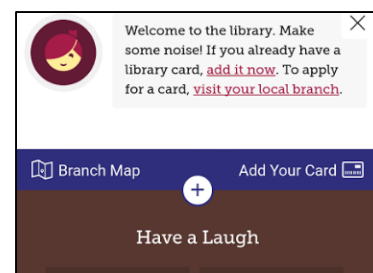 Welcome to the library. Make
some noise! If you already have a
library card, add it now. To apply
for a card, visit your local branch.
Branch Map
Add Your Card
Have a Laugh